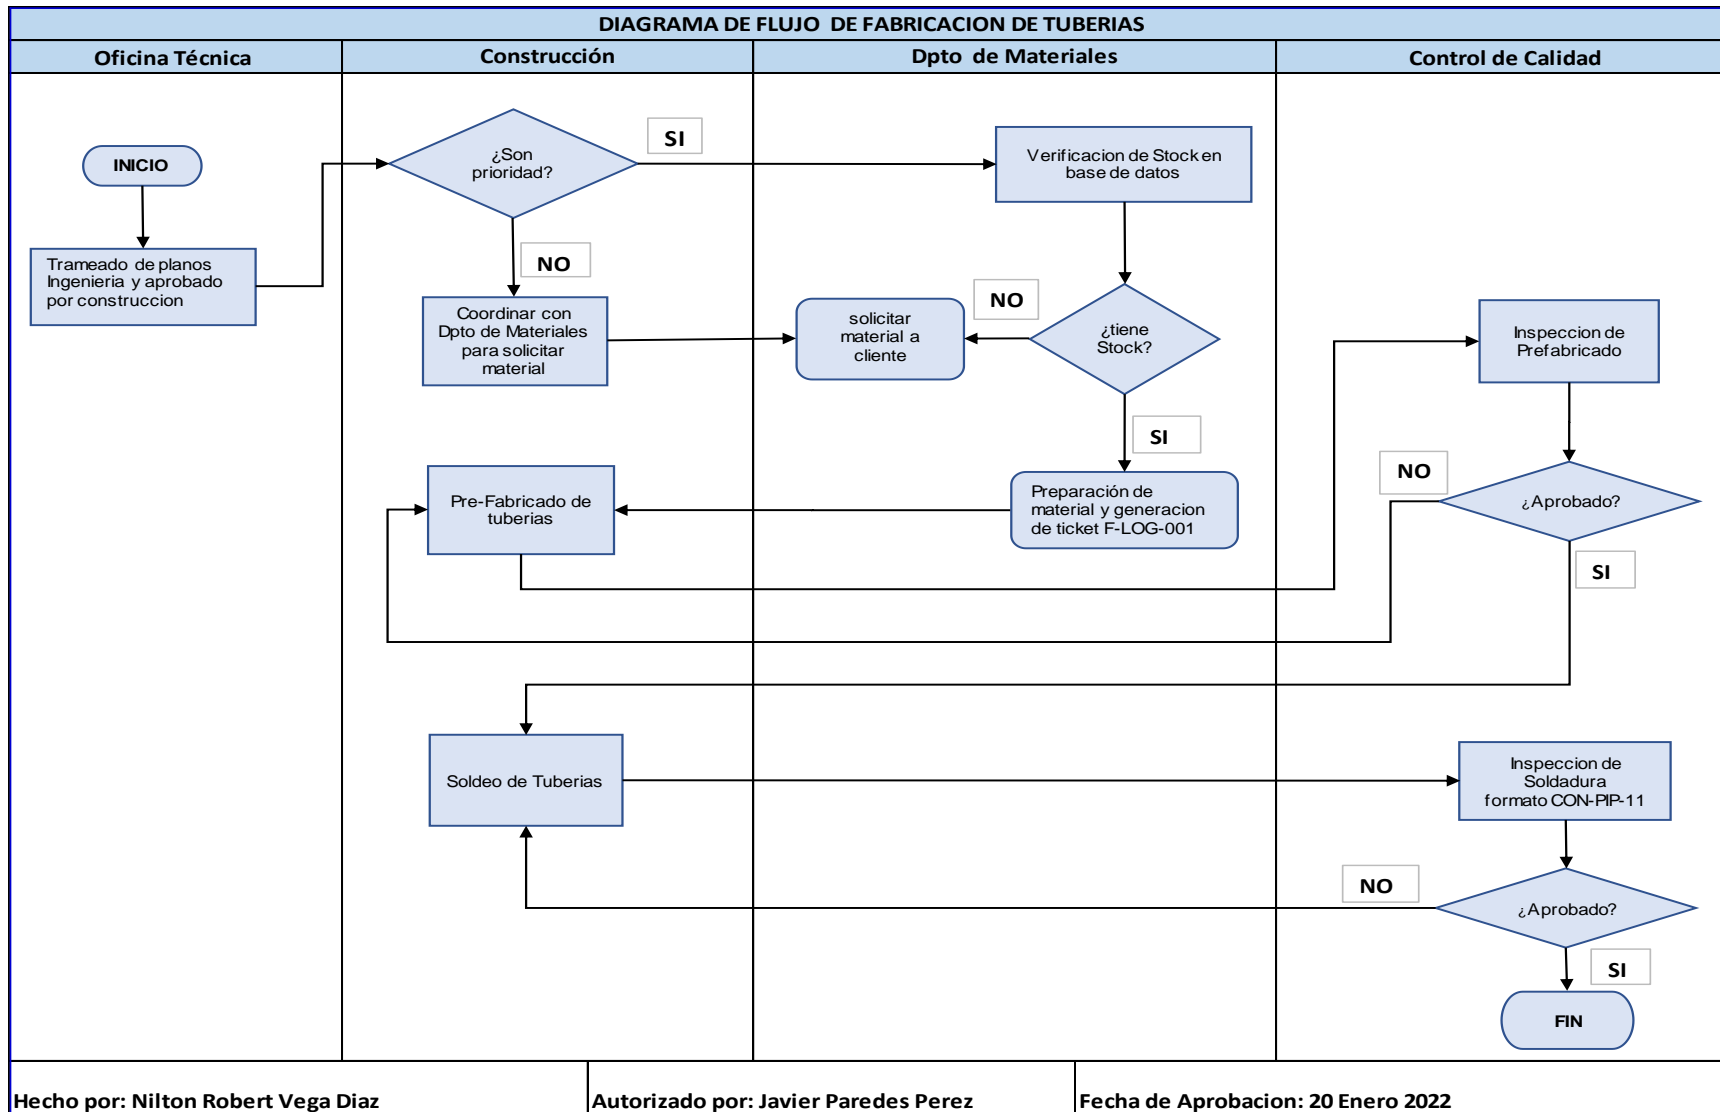 DIAGRAMA DE FLUJO  DE FABRICACION DE TUBERIAS
Oficina Técnica
Construcción
Dpto  de Materiales
Control de Calidad
INICIO
Trameado de planos
Ingenieria y aprobado
por construccion
¿Son
prioridad?
SI
NO
Coordinar con
Dpto de Materiales
para solicitar
material
Verificacion de Stock en
base de datos
¿tiene
Stock?
NO
solicitar
material a
cliente
SI
Preparación de
material y generacion
de ticket F-LOG-001
Pre-Fabricado de
tuberias
Inspeccion de
Prefabricado
¿Aprobado?
NO
SI
Soldeo de Tuberias
Inspeccion de
Soldadura
formato CON-PIP-11
¿Aprobado?
NO
SI
FIN
Hecho por: Nilton Robert Vega Diaz
Autorizado por: Javier Paredes Perez
Fecha de Aprobacion: 20 Enero 2022